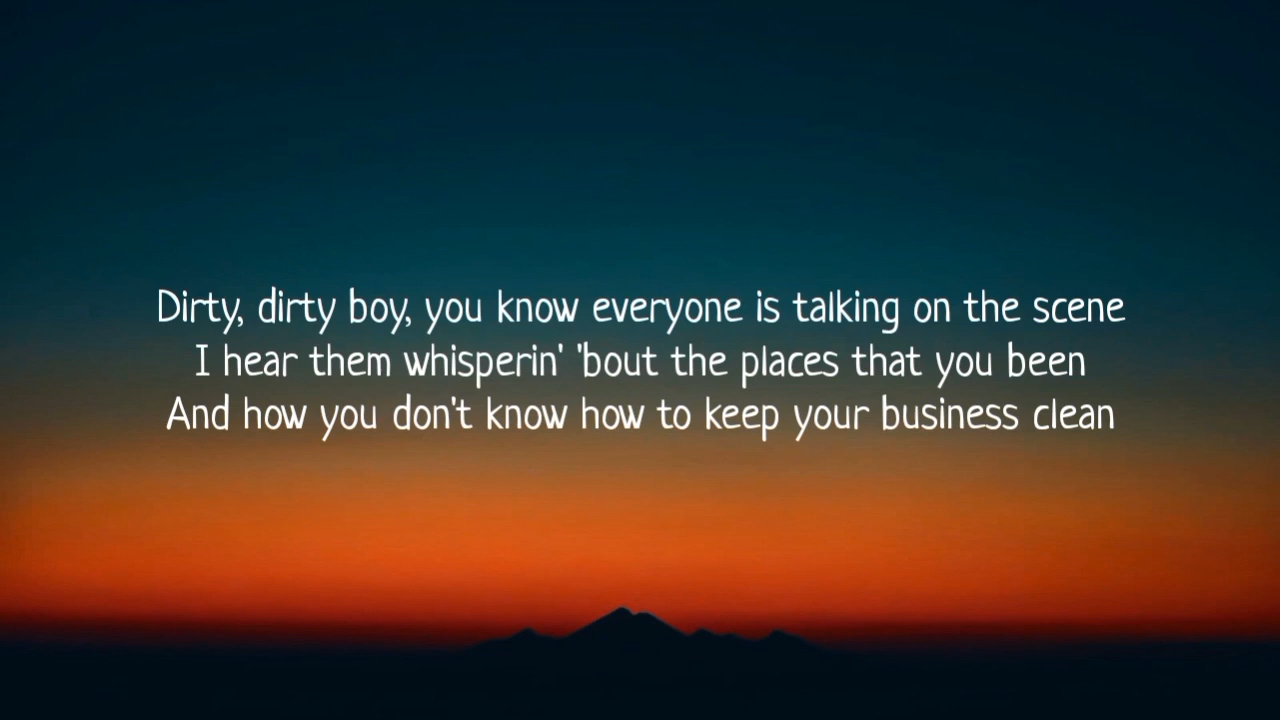 Dirty, dirty boy, you know everyone is talking on the scene
I hear them whisperin' 'bout the places that you been
And how you don't know how to keep your business clean